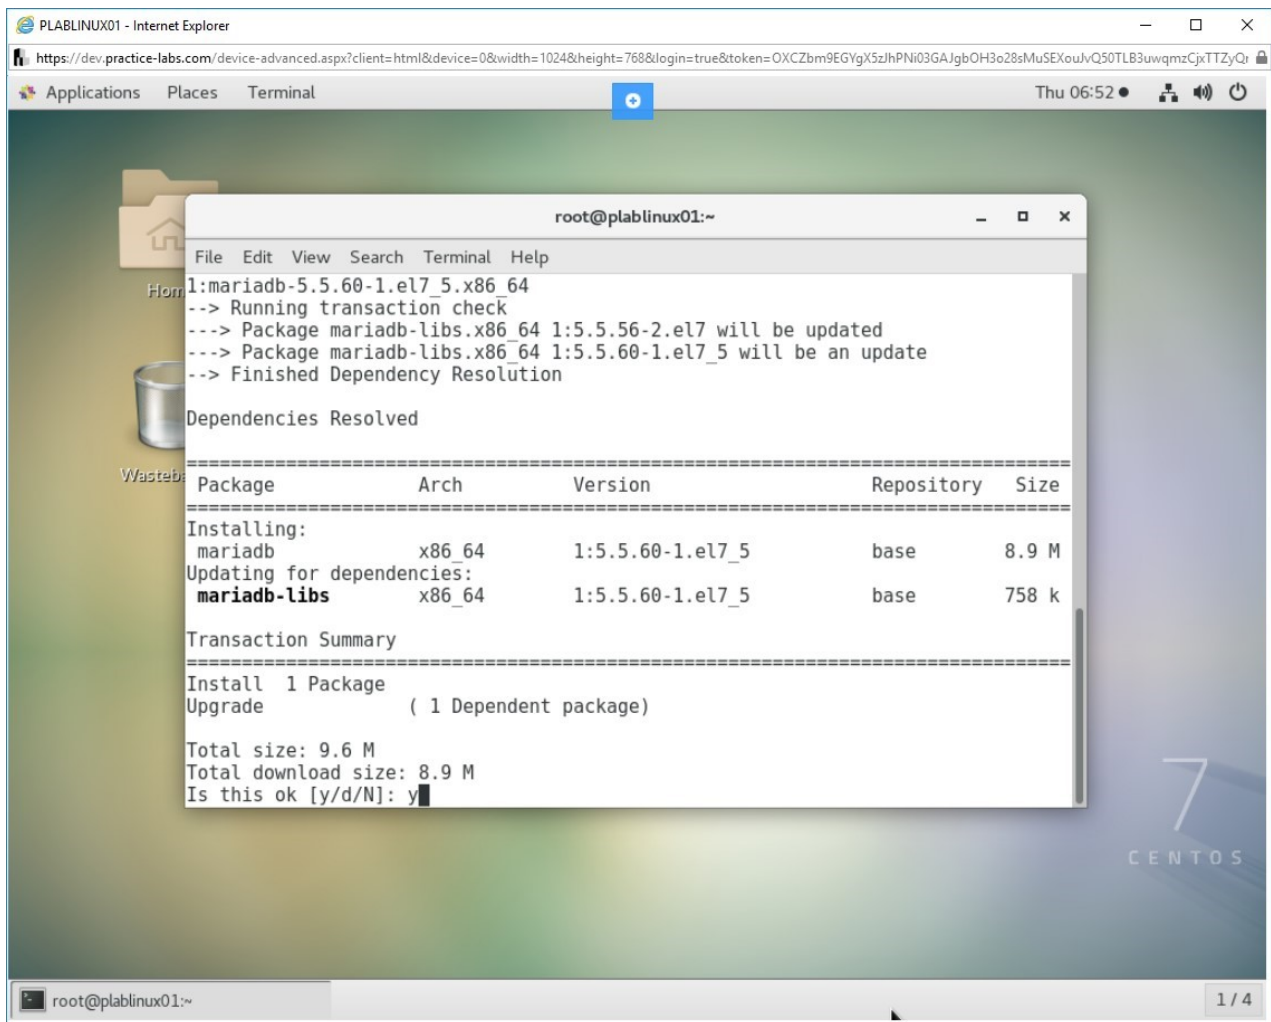 PLABLINUX01 - Internet Explorer
https://dev.practice-labs.com/device-advanced.aspx?client=html&device=0&width=1024&height=768&login=true&token=
Applications Places Terminal Thu 06:52
root@plablinux01:~
File Edit View Search Terminal Help
Hom
1:mariadb-5.5.60-1.el7_5.x86_64
--> Running transaction check
---> Package mariadb-libs.x86_64 1:5.5.56-2.el7 will be updated
---> Package mariadb-libs.x86_64 1:5.5.60-1.el7_5 will be an update
--> Finished Dependency Resolution
Dependencies Resolved
================================================================================
Wasteb
Package Arch Version Repository Size
================================================================================
Installing:
mariadb x86_64 1:5.5.60-1.el7_5 base 8.9 M
Updating for dependencies:
mariadb-libs x86_64 1:5.5.60-1.el7_5 base 758 k
Transaction Summary
================================================================================
Install 1 Package
Upgrade ( 1 Dependent package)
Total size: 9.6 M
Total download size: 8.9 M
Is this ok [y/d/N]: y
7
CENTOS
root@plablinux01:~ 1 / 4